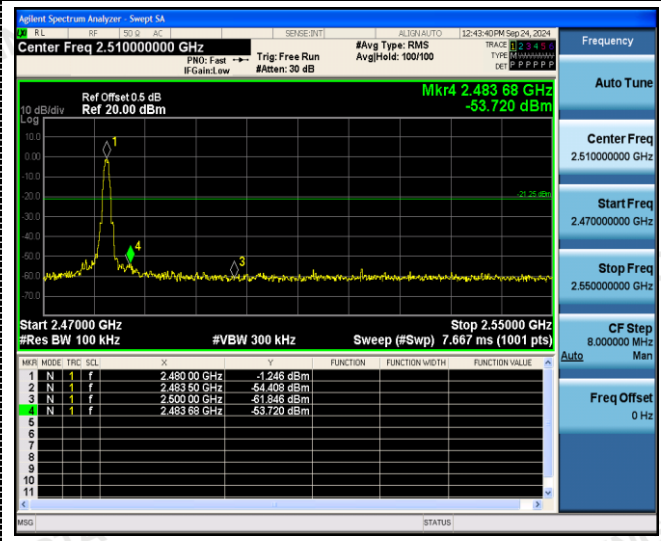 Agilent Spectrum Analyzer - Swept SA
RL RF 50 Ω AC SENSE:INT ALIGNAUTO 12:43:40PM Sep 24, 2024
Center Freq 2.510000000 GHz
PNO: Fast Trig: Free Run
IFGain:Low #Atten: 30 dB
#Avg Type: RMS
Avg|Hold: 100/100
TRACE 1 2 3 4 5 6
TYPE M
DET P P P P P P
Frequency
Auto Tune
Center Freq
2.510000000 GHz
Start Freq
2.470000000 GHz
Stop Freq
2.550000000 GHz
CF Step
8.000000 MHz
Auto Man
Freq Offset
0 Hz
Mkr4 2.483 68 GHz
-53.720 dBm
Ref Offset 0.5 dB
10 dB/div Ref 20.00 dBm
Log
10.0
0.00
-10.0
-20.0
-30.0
-40.0
-50.0
-60.0
-70.0
1
4
3
-21.25 dBm
Start 2.47000 GHz Stop 2.55000 GHz
#Res BW 100 kHz #VBW 300 kHz Sweep (#Swp) 7.667 ms (1001 pts)
MKR MODE TRC SCL X Y FUNCTION FUNCTION WIDTH FUNCTION VALUE
1 N 1 f 2.480 00 GHz -1.246 dBm
2 N 1 f 2.483 50 GHz -54.408 dBm
3 N 1 f 2.500 00 GHz -61.846 dBm
4 N 1 f 2.483 68 GHz -53.720 dBm
5
6
7
8
9
10
11
MSG STATUS